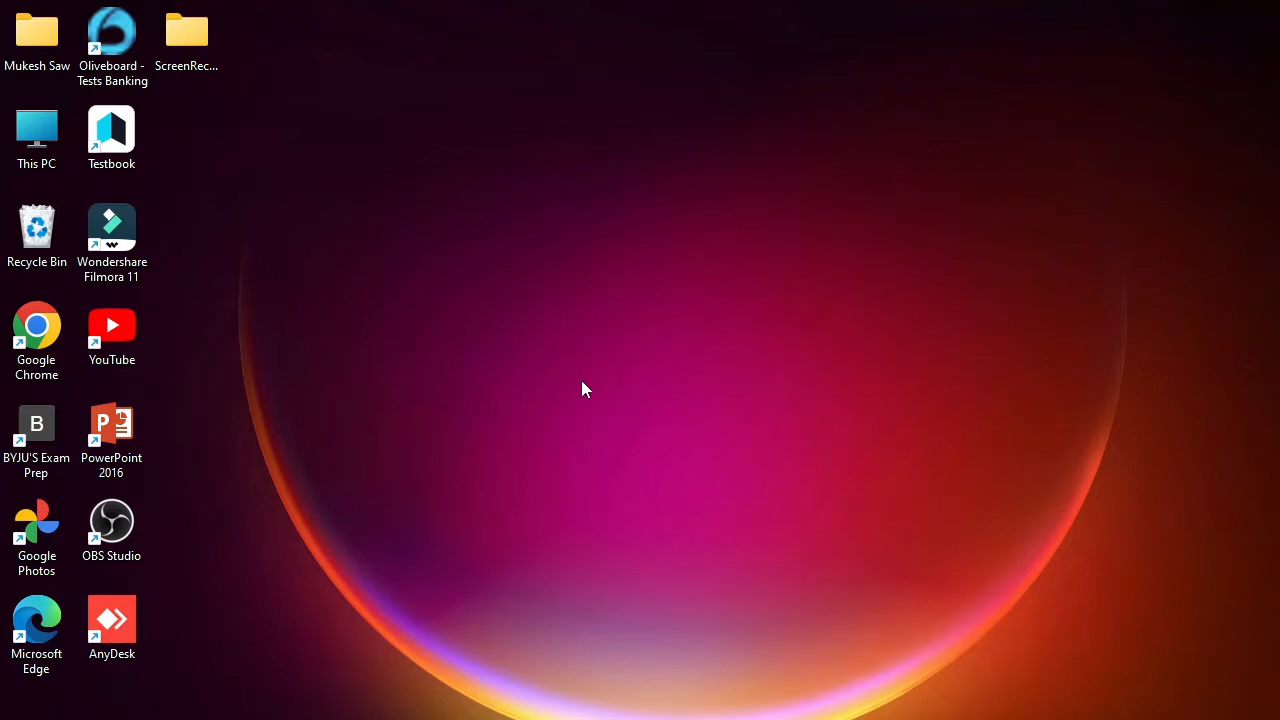 Mukesh Saw
Oliveboard -
Tests Banking
ScreenRec...
This PC
Testbook
Recycle Bin
Wondershare
Filmora 11
Google
Chrome
YouTube
B
BYJU'S Exam
Prep
P
PowerPoint
2016
Google
Photos
OBS Studio
Microsoft
Edge
AnyDesk